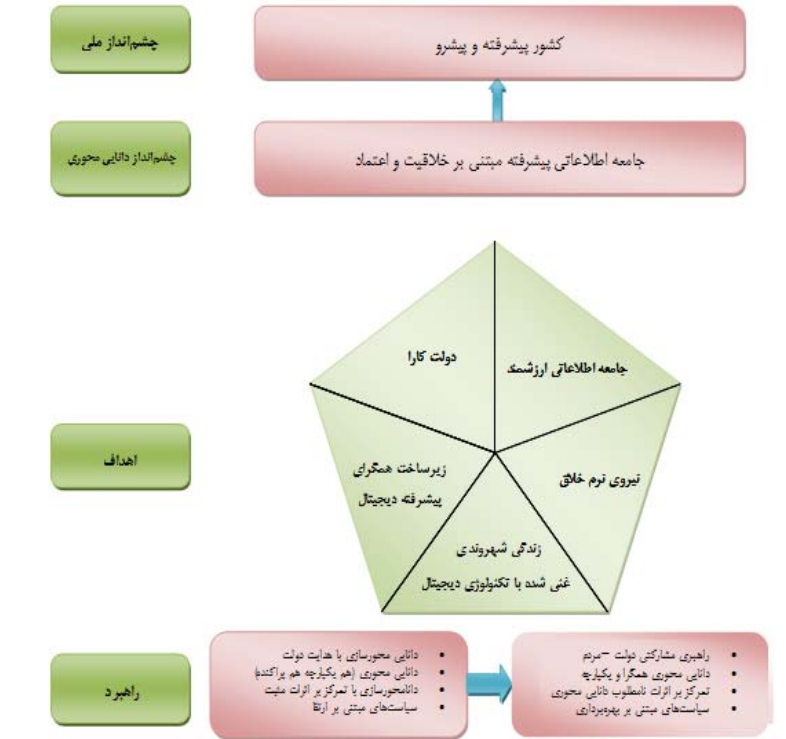 چشم‌انداز ملی
کشور پیشرفته و پیشرو
چشم‌انداز دانایی محوری
جامعه اطلاعاتی پیشرفته مبتنی بر خلاقیت و اعتماد
اهداف
جامعه اطلاعاتی ارزشمند
دولت کارا
نیروی نرم خلاق
زیرساخت همگرای
پیشرفته دیجیتال
زندگی شهروندی
غنی شده با تکنولوژی دیجیتال
راهبرد
• دانایی محورسازی با هدایت دولت
• دانایی محوری (هم یکپارچه هم پراکنده)
• دانامحورسازی با تمرکز بر اثرات مثبت
• سیاست‌های مبتنی بر ارتقا
• راهبری مشارکتی دولت –مردم
• دانایی محوری همگرا و یکپارچه
• تمرکز بر اثرات نامطلوب دانایی محوری
• سیاست‌های مبتنی بر بهره‌برداری